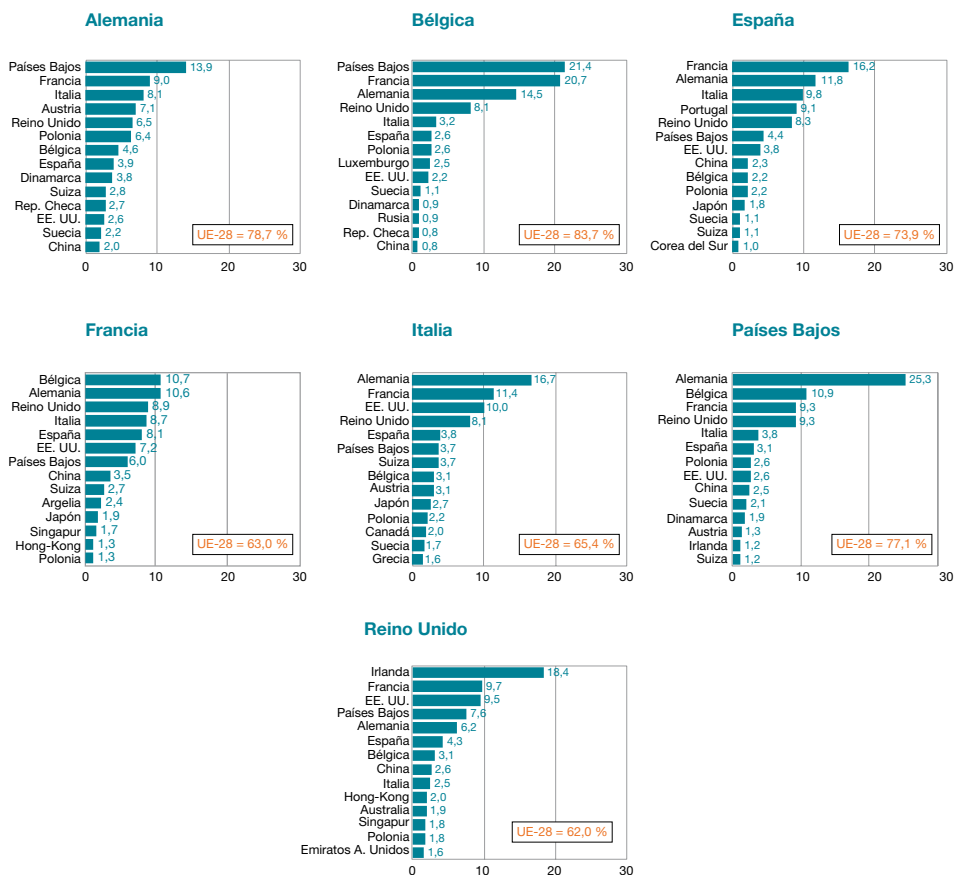 Alemania
Países Bajos 13,9
Francia 9,0
Italia 8,1
Austria 7,1
Reino Unido 6,5
Polonia 6,4
Bélgica 4,6
España 3,9
Dinamarca 3,8
Suiza 2,8
Rep. Checa 2,7
EE. UU. 2,6
Suecia 2,2
China 2,0
UE-28 = 78,7 %
0 10 20 30
Bélgica
Países Bajos 21,4
Francia 20,7
Alemania 14,5
Reino Unido 8,1
Italia 3,2
España 2,6
Polonia 2,6
Luxemburgo 2,5
EE. UU. 2,2
Suecia 1,1
Dinamarca 0,9
Rusia 0,9
Rep. Checa 0,8
China 0,8
UE-28 = 83,7 %
0 10 20 30
España
Francia 16,2
Alemania 11,8
Italia 9,8
Portugal 9,1
Reino Unido 8,3
Países Bajos 4,4
EE. UU. 3,8
China 2,3
Bélgica 2,2
Polonia 2,2
Japón 1,8
Suecia 1,1
Suiza 1,1
Corea del Sur 1,0
UE-28 = 73,9 %
0 10 20 30
Francia
Bélgica 10,7
Alemania 10,6
Reino Unido 8,9
Italia 8,7
España 8,1
EE. UU. 7,2
Países Bajos 6,0
China 3,5
Suiza 2,7
Argelia 2,4
Japón 1,9
Singapur 1,7
Hong-Kong 1,3
Polonia 1,3
UE-28 = 63,0 %
0 10 20 30
Italia
Alemania 16,7
Francia 11,4
EE. UU. 10,0
Reino Unido 8,1
España 3,8
Países Bajos 3,7
Suiza 3,7
Bélgica 3,1
Austria 3,1
Japón 2,7
Polonia 2,2
Canadá 2,0
Suecia 1,7
Grecia 1,6
UE-28 = 65,4 %
0 10 20 30
Países Bajos
Alemania 25,3
Bélgica 10,9
Francia 9,3
Reino Unido 9,3
Italia 3,8
España 3,1
Polonia 2,6
EE. UU. 2,6
China 2,5
Suecia 2,1
Dinamarca 1,9
Austria 1,3
Irlanda 1,2
Suiza 1,2
UE-28 = 77,1 %
0 10 20 30
Reino Unido
Irlanda 18,4
Francia 9,7
EE. UU. 9,5
Países Bajos 7,6
Alemania 6,2
España 4,3
Bélgica 3,1
China 2,6
Italia 2,5
Hong-Kong 2,0
Australia 1,9
Singapur 1,8
Polonia 1,8
Emiratos A. Unidos 1,6
UE-28 = 62,0 %
0 10 20 30